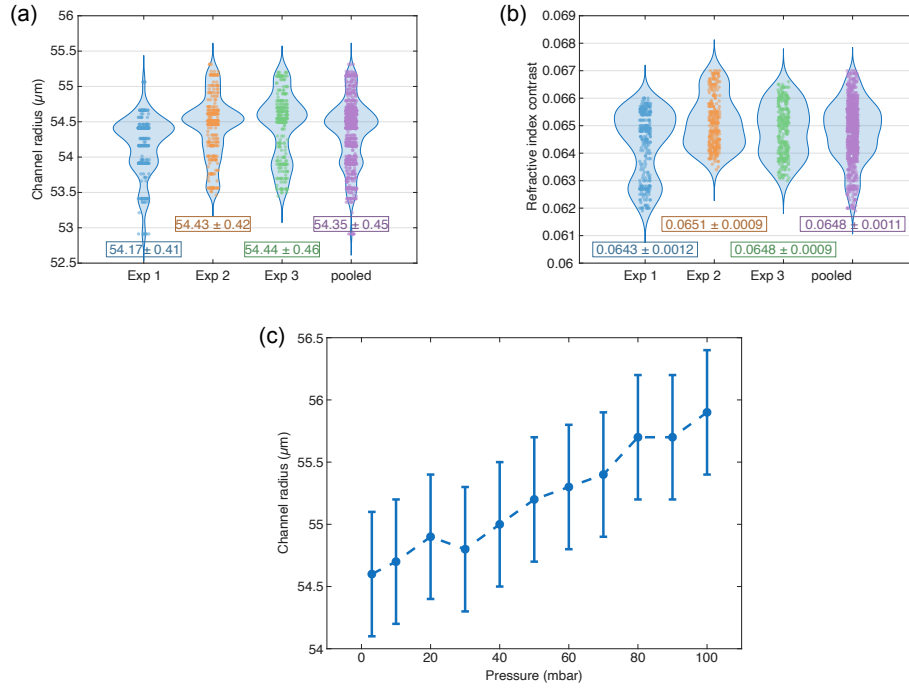 (a)
Channel radius (µm)
56
55.5
55
54.5
54
53.5
53
52.5
54.17 ± 0.41
54.43 ± 0.42
54.44 ± 0.46
54.35 ± 0.45
Exp 1 Exp 2 Exp 3 pooled
(b)
Refractive index contrast
0.069
0.068
0.067
0.066
0.065
0.064
0.063
0.062
0.061
0.06
0.0643 ± 0.0012
0.0651 ± 0.0009
0.0648 ± 0.0009
0.0648 ± 0.0011
Exp 1 Exp 2 Exp 3 pooled
(c)
Channel radius (µm)
56.5
56
55.5
55
54.5
54
0 20 40 60 80 100
Pressure (mbar)